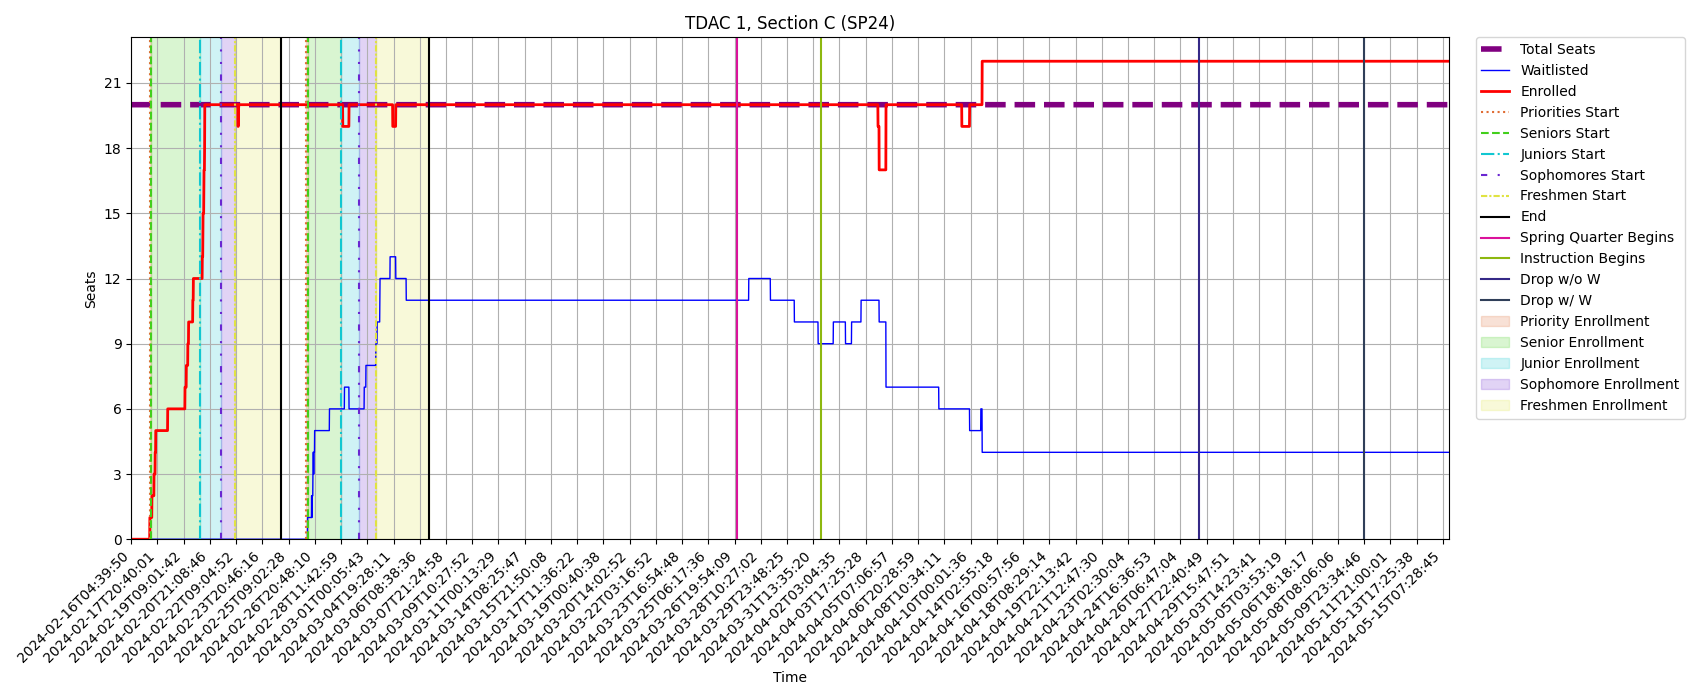 TDAC 1, Section C (SP24)
Seats
21
18
15
12
9
6
3
0
2024-02-16T04:39:50
2024-02-17T20:40:01
2024-02-19T09:01:42
2024-02-20T21:08:46
2024-02-22T09:04:52
2024-02-23T20:46:16
2024-02-25T09:02:28
2024-02-26T20:48:10
2024-02-28T11:42:59
2024-03-01T00:05:43
2024-03-04T19:28:11
2024-03-06T08:38:36
2024-03-07T21:24:58
2024-03-10T10:27:52
2024-03-11T00:13:29
2024-03-14T08:25:47
2024-03-15T21:50:08
2024-03-17T11:36:22
2024-03-19T00:40:38
2024-03-20T14:02:52
2024-03-22T03:16:52
2024-03-23T16:54:48
2024-03-25T06:17:36
2024-03-26T19:54:09
2024-03-28T10:27:02
2024-03-29T23:48:25
2024-03-31T13:35:20
2024-04-02T03:04:35
2024-04-03T17:25:28
2024-04-05T07:06:57
2024-04-06T20:28:59
2024-04-08T10:34:11
2024-04-10T00:01:36
2024-04-14T02:55:18
2024-04-16T00:57:56
2024-04-18T08:29:14
2024-04-19T22:13:42
2024-04-21T12:47:30
2024-04-23T02:30:04
2024-04-24T16:36:53
2024-04-26T06:47:04
2024-04-27T22:40:49
2024-04-29T15:47:51
2024-05-03T14:23:41
2024-05-05T03:53:19
2024-05-06T18:18:17
2024-05-08T08:06:06
2024-05-09T23:34:46
2024-05-11T21:00:01
2024-05-13T17:25:38
2024-05-15T07:28:45
Time
Total Seats
Waitlisted
Enrolled
Priorities Start
Seniors Start
Juniors Start
Sophomores Start
Freshmen Start
End
Spring Quarter Begins
Instruction Begins
Drop w/o W
Drop w/ W
Priority Enrollment
Senior Enrollment
Junior Enrollment
Sophomore Enrollment
Freshmen Enrollment